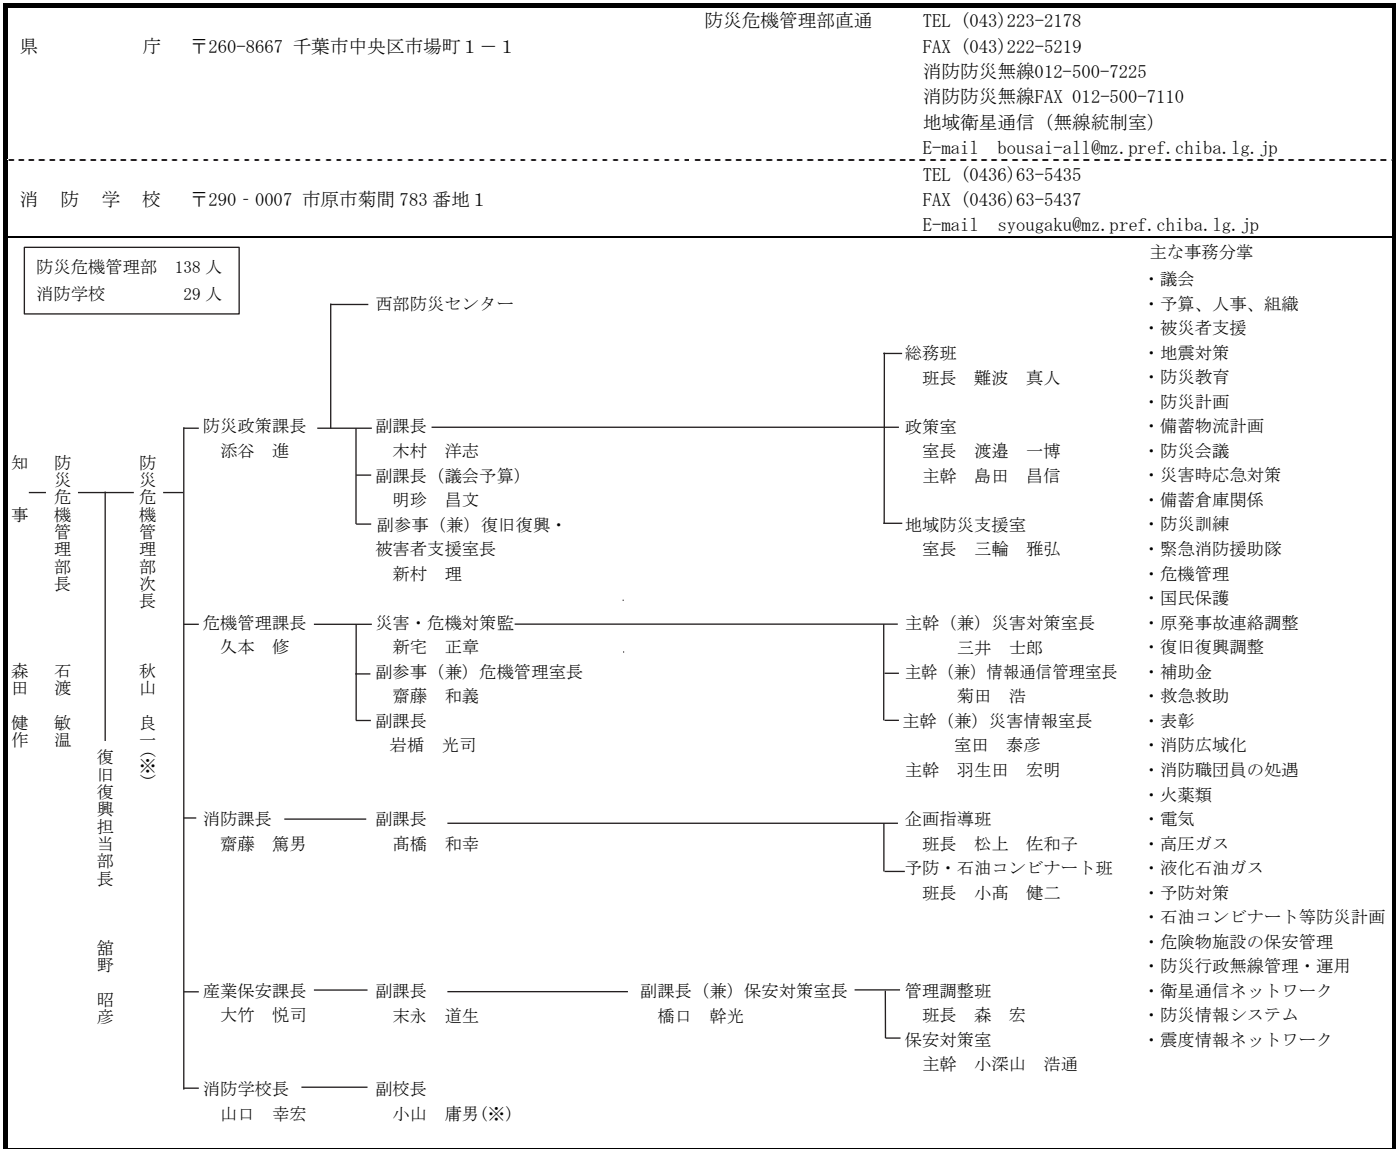 防災危機管理部直通 TEL (043)223-2178
県 庁 〒260-8667 千葉市中央区市場町1-1 FAX (043)222-5219
消防防災無線012-500-7225
消防防災無線FAX 012-500-7110
地域衛星通信(無線統制室)
E-mail bousai-all@mz.pref.chiba.lg.jp
TEL (0436)63-5435
消 防 学 校 〒290‐0007 市原市菊間783番地1 FAX (0436)63-5437
E-mail syougaku@mz.pref.chiba.lg.jp
防災危機管理部 138人
消防学校 29人
知 事
森田 健作
防災危機管理部長
石渡 敏温
復旧復興担当部長
舘野 昭彦
防災危機管理部次長
秋山 良一(※)
西部防災センター
防災政策課長
添谷 進
副課長
木村 洋志
副課長(議会予算)
明珍 昌文
副参事(兼)復旧復興・
被害者支援室長
新村 理
総務班
班長 難波 真人
政策室
室長 渡邉 一博
主幹 島田 昌信
地域防災支援室
室長 三輪 雅弘
危機管理課長
久本 修
災害・危機対策監
新宅 正章
副参事(兼)危機管理室長
齋藤 和義
副課長
岩楯 光司
主幹(兼)災害対策室長
三井 士郎
主幹(兼)情報通信管理室長
菊田 浩
主幹(兼)災害情報室長
室田 泰彦
主幹 羽生田 宏明
消防課長
齋藤 篤男
副課長
髙橋 和幸
企画指導班
班長 松上 佐和子
予防・石油コンビナート班
班長 小髙 健二
産業保安課長
大竹 悦司
副課長
末永 道生
副課長(兼)保安対策室長
橋口 幹光
管理調整班
班長 森 宏
保安対策室
主幹 小深山 浩通
消防学校長
山口 幸宏
副校長
小山 庸男(※)
主な事務分掌
・議会
・予算、人事、組織
・被災者支援
・地震対策
・防災教育
・防災計画
・備蓄物流計画
・防災会議
・災害時応急対策
・備蓄倉庫関係
・防災訓練
・緊急消防援助隊
・危機管理
・国民保護
・原発事故連絡調整
・復旧復興調整
・補助金
・救急救助
・表彰
・消防広域化
・消防職団員の処遇
・火薬類
・電気
・高圧ガス
・液化石油ガス
・予防対策
・石油コンビナート等防災計画
・危険物施設の保安管理
・防災行政無線管理・運用
・衛星通信ネットワーク
・防災情報システム
・震度情報ネットワーク